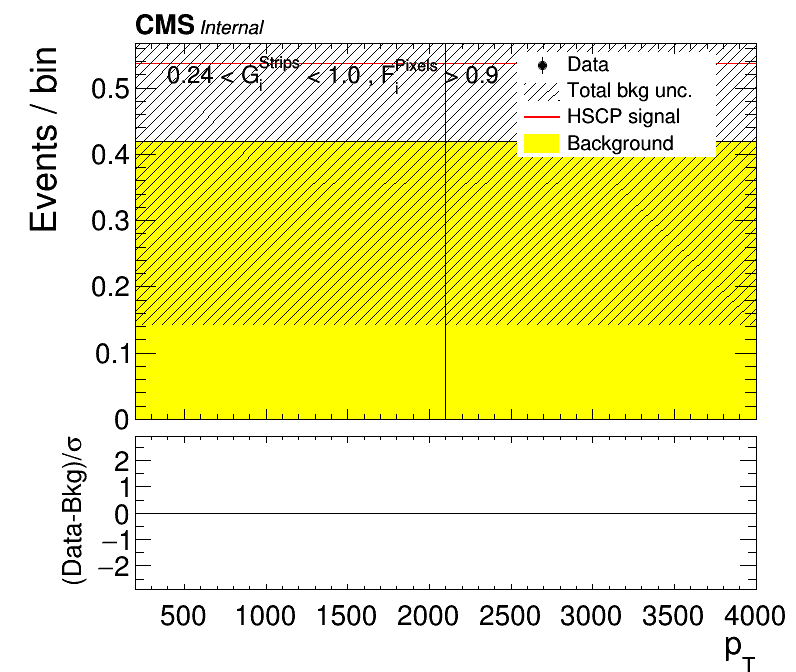 CMS Internal
Events / bin
0.24 < G_i^Strips < 1.0 , F_i^Pixels > 0.9
Data
Total bkg unc.
HSCP signal
Background
0.5
0.4
0.3
0.2
0.1
0
(Data-Bkg)/σ
2
1
0
−1
−2
500 1000 1500 2000 2500 3000 3500 4000
p_T